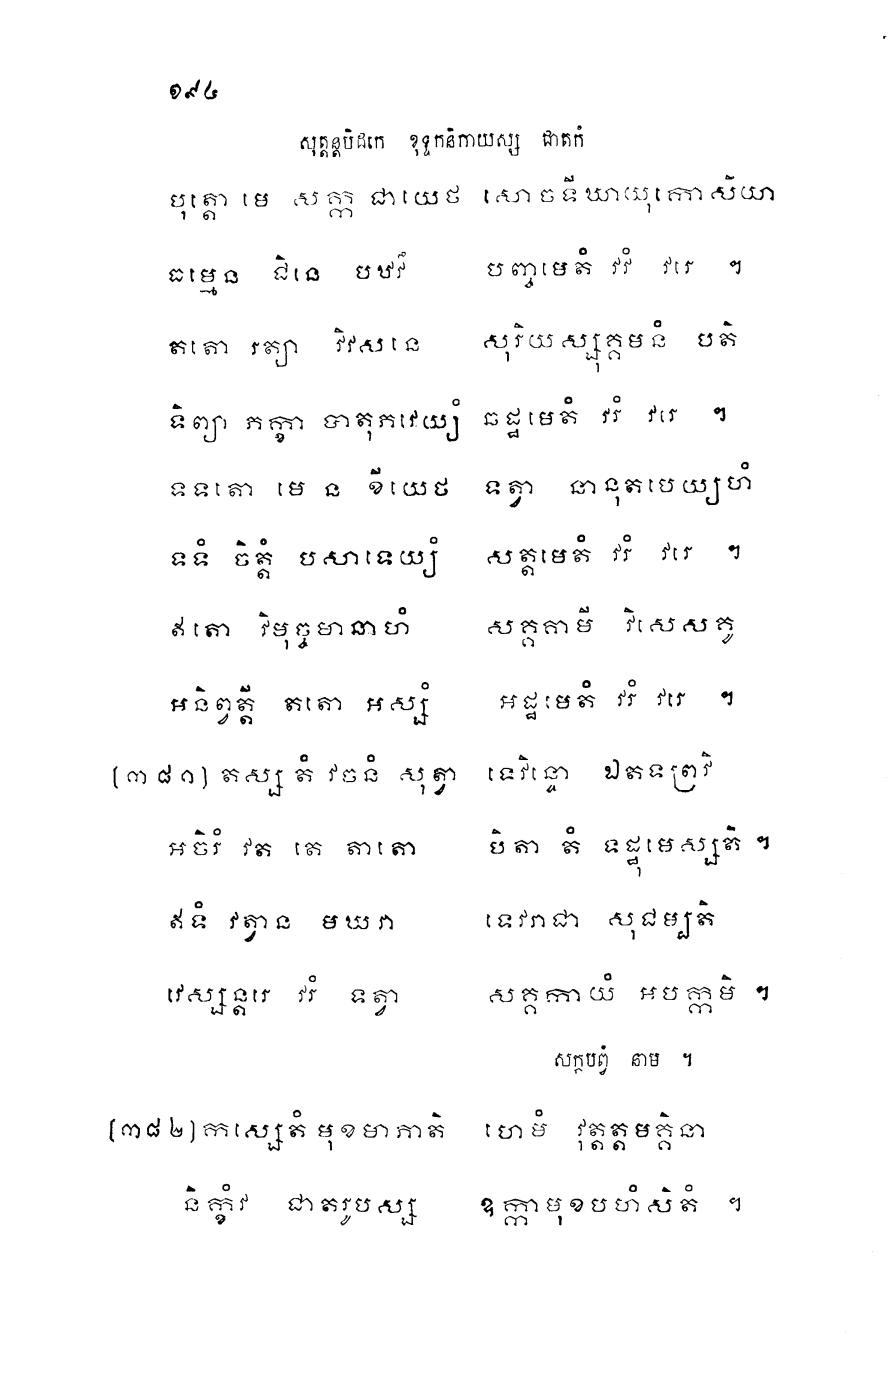 ១៩៤
សុត្តន្តបិដកេ ខុទ្ទកនិកាយស្ស ជាតកំ
បុត្តោ មេ សក្ក ជាយេថ សោ ច ទីឃាយុកោ សិយា
ធម្មេន ជិនេ បឋវឹ បញ្ចមេតំ វរំ វរេ ។
តតោ រត្យា វិវសនេ សុរិយស្សុគ្គមនំ បតិ
ទិព្យា ភក្ខា បាតុភវេយ្យំ ឆដ្ឋមេតំ វរំ វរេ ។
ទទតោ មេ ន ខីយេថ ទត្វា នានុតបេយ្យហំ
ទទំ ចិត្តំ បសាទេយ្យំ សត្តមេតំ វរំ វរេ ។
ឥតោ វិមុច្ចមានាហំ សគ្គគាមី វិសេសគូ
អនិព្វត្តី តតោ អស្សំ អដ្ឋមេតំ វរំ វរេ ។
(៣៨១) តស្ស តំ វចនំ សុត្វា ទេវិន្ទោ ឯតទព្រវិ
អចិរំ វត តេ តាតោ បិតា តំ ទដ្ឋុមេស្សតិ ។
ឥទំ វត្វាន មឃវា ទេវរាជា សុជម្បតិ
វេស្សន្តរេ វរំ ទត្វា សគ្គកាយំ អបក្កមិ ។
សក្កបព្វំ នាម ។
(៣៨២) កស្សេតំ មុខមាភាតិ ហេមំ វុត្តត្តមគ្គិនា
និក្ខំវ ជាតរូបស្ស ឧក្កាមុខបហំសិតំ ។